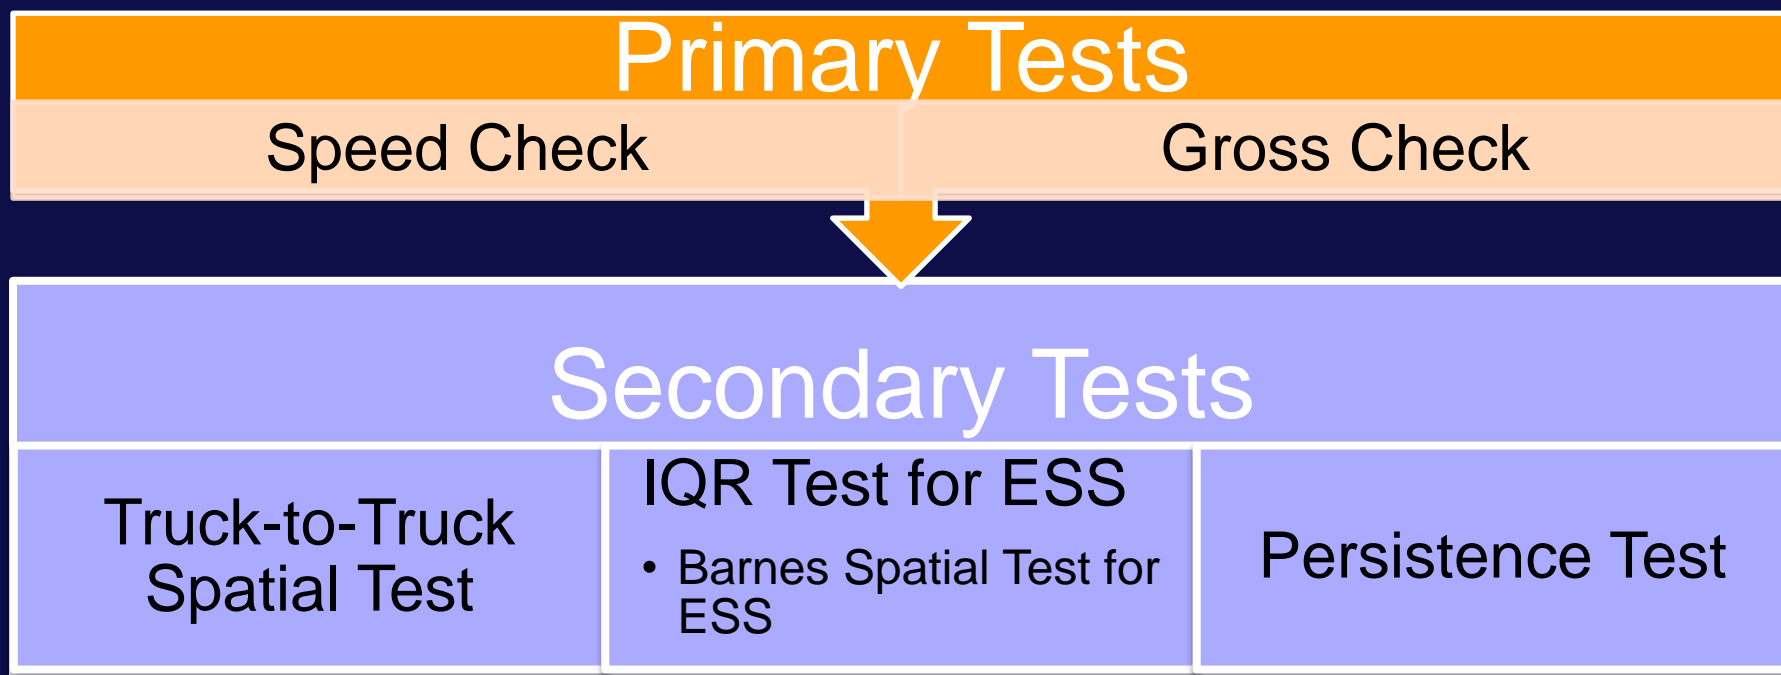 Primary Tests
Speed Check
Gross Check
Secondary Tests
Truck-to-Truck
Spatial Test
IQR Test for ESS
• Barnes Spatial Test for
ESS
Persistence Test